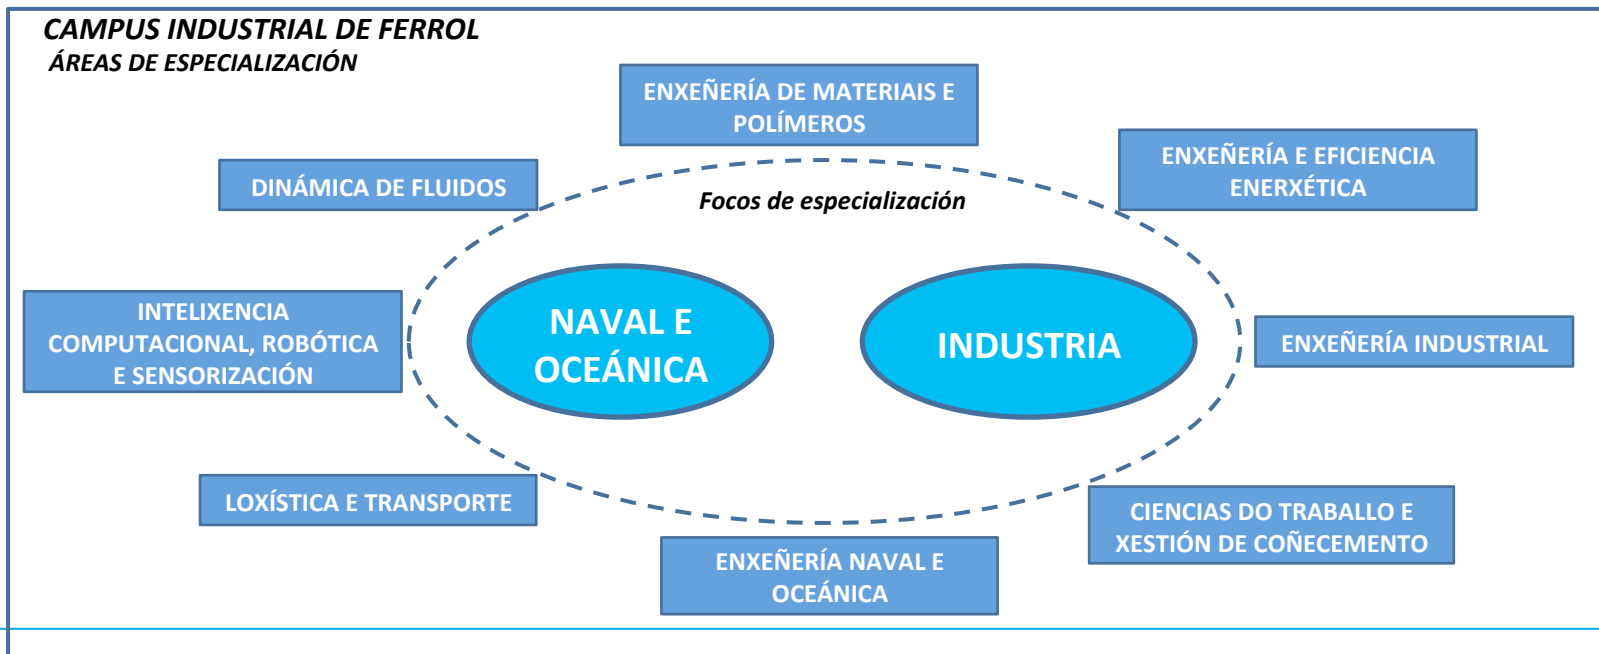 CAMPUS INDUSTRIAL DE FERROL
ÁREAS DE ESPECIALIZACIÓN
ENXEÑERÍA DE MATERIAIS E
POLÍMEROS
ENXEÑERÍA E EFICIENCIA
ENERXÉTICA
DINÁMICA DE FLUIDOS
Focos de especialización
INTELIXENCIA
COMPUTACIONAL, ROBÓTICA
E SENSORIZACIÓN
NAVAL E
OCEÁNICA
INDUSTRIA
ENXEÑERÍA INDUSTRIAL
LOXÍSTICA E TRANSPORTE
CIENCIAS DO TRABALLO E
XESTIÓN DE COÑECEMENTO
ENXEÑERÍA NAVAL E
OCEÁNICA